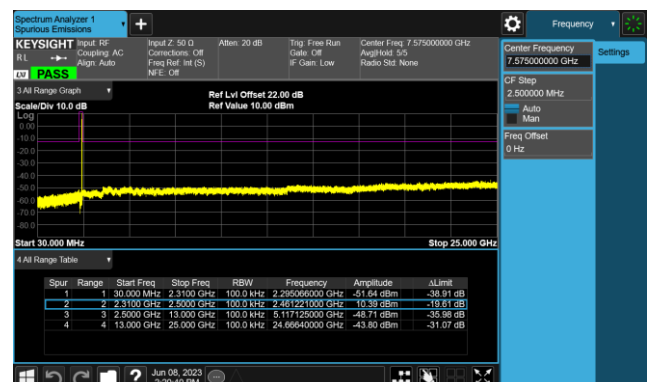 Spectrum Analyzer 1
Spurious Emissions
Frequency
KEYSIGHT
R L
PASS
Input: RF
Coupling: AC
Align: Auto
Input Z: 50 Ω
Corrections: Off
Freq Ref: Int (S)
NFE: Off
Atten: 20 dB
Trig: Free Run
Gate: Off
IF Gain: Low
Center Freq: 7.575000000 GHz
Avg|Hold: 5/5
Radio Std: None
Center Frequency
7.575000000 GHz
Settings
CF Step
2.500000 MHz
Auto
Man
Freq Offset
0 Hz
3 All Range Graph
Scale/Div 10.0 dB
Ref Lvl Offset 22.00 dB
Ref Value 10.00 dBm
Log
0.00
-10.0
-20.0
-30.0
-40.0
-50.0
-60.0
-70.0
-80.0
Start 30.000 MHz
Stop 25.000 GHz
4 All Range Table
Spur Range Start Freq Stop Freq RBW Frequency Amplitude ΔLimit
1 1 30.000 MHz 2.3100 GHz 100.0 kHz 2.295066000 GHz -51.64 dBm -38.91 dB
2 2 2.3100 GHz 2.5000 GHz 100.0 kHz 2.461221000 GHz 10.39 dBm -19.61 dB
3 3 2.5000 GHz 13.000 GHz 100.0 kHz 5.117125000 GHz -48.71 dBm -35.98 dB
4 4 13.000 GHz 25.000 GHz 100.0 kHz 24.66640000 GHz -43.80 dBm -31.07 dB
?
Jun 08, 2023